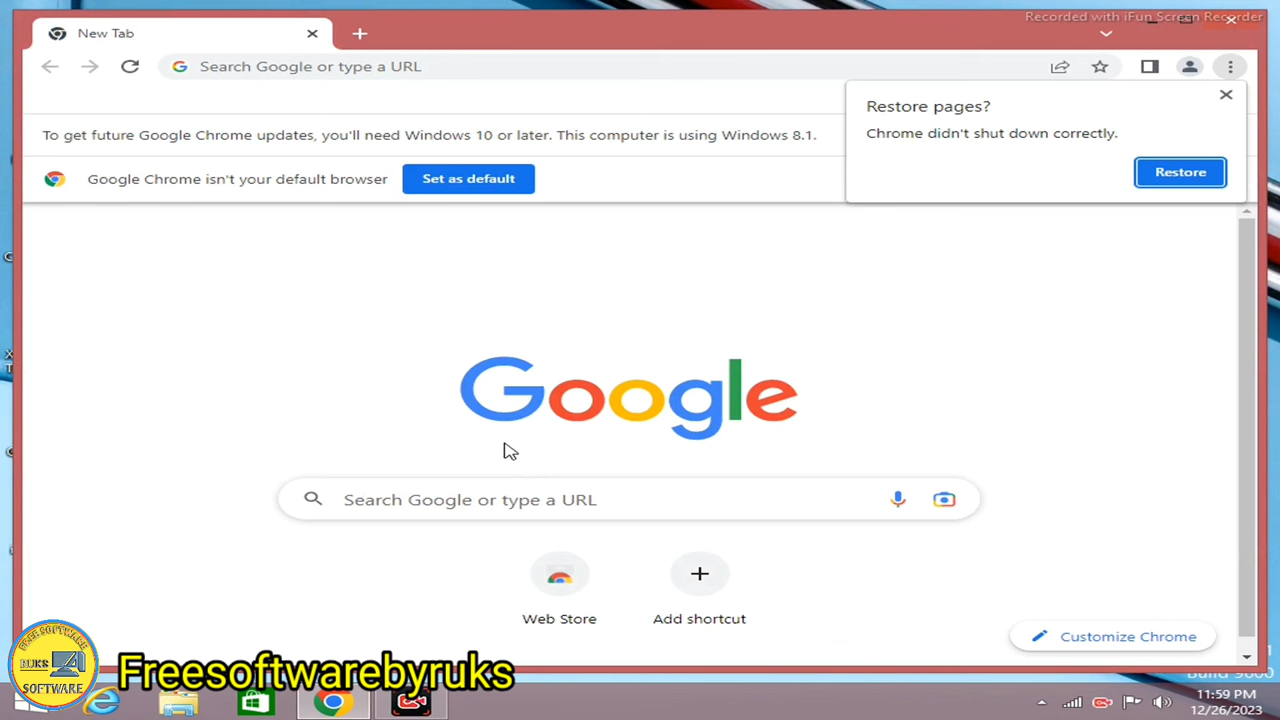 Recorded with iFun Screen Recorder
New Tab
Search Google or type a URL
Restore pages?
Chrome didn't shut down correctly.
Restore
To get future Google Chrome updates, you'll need Windows 10 or later. This computer is using Windows 8.1.
Google Chrome isn't your default browser
Set as default
Google
Search Google or type a URL
Web Store
Add shortcut
Customize Chrome
FREE SOFTWARE
RUKS
SOFTWARE
Freesoftwarebyruks
Build 9600
11:59 PM
12/26/2023